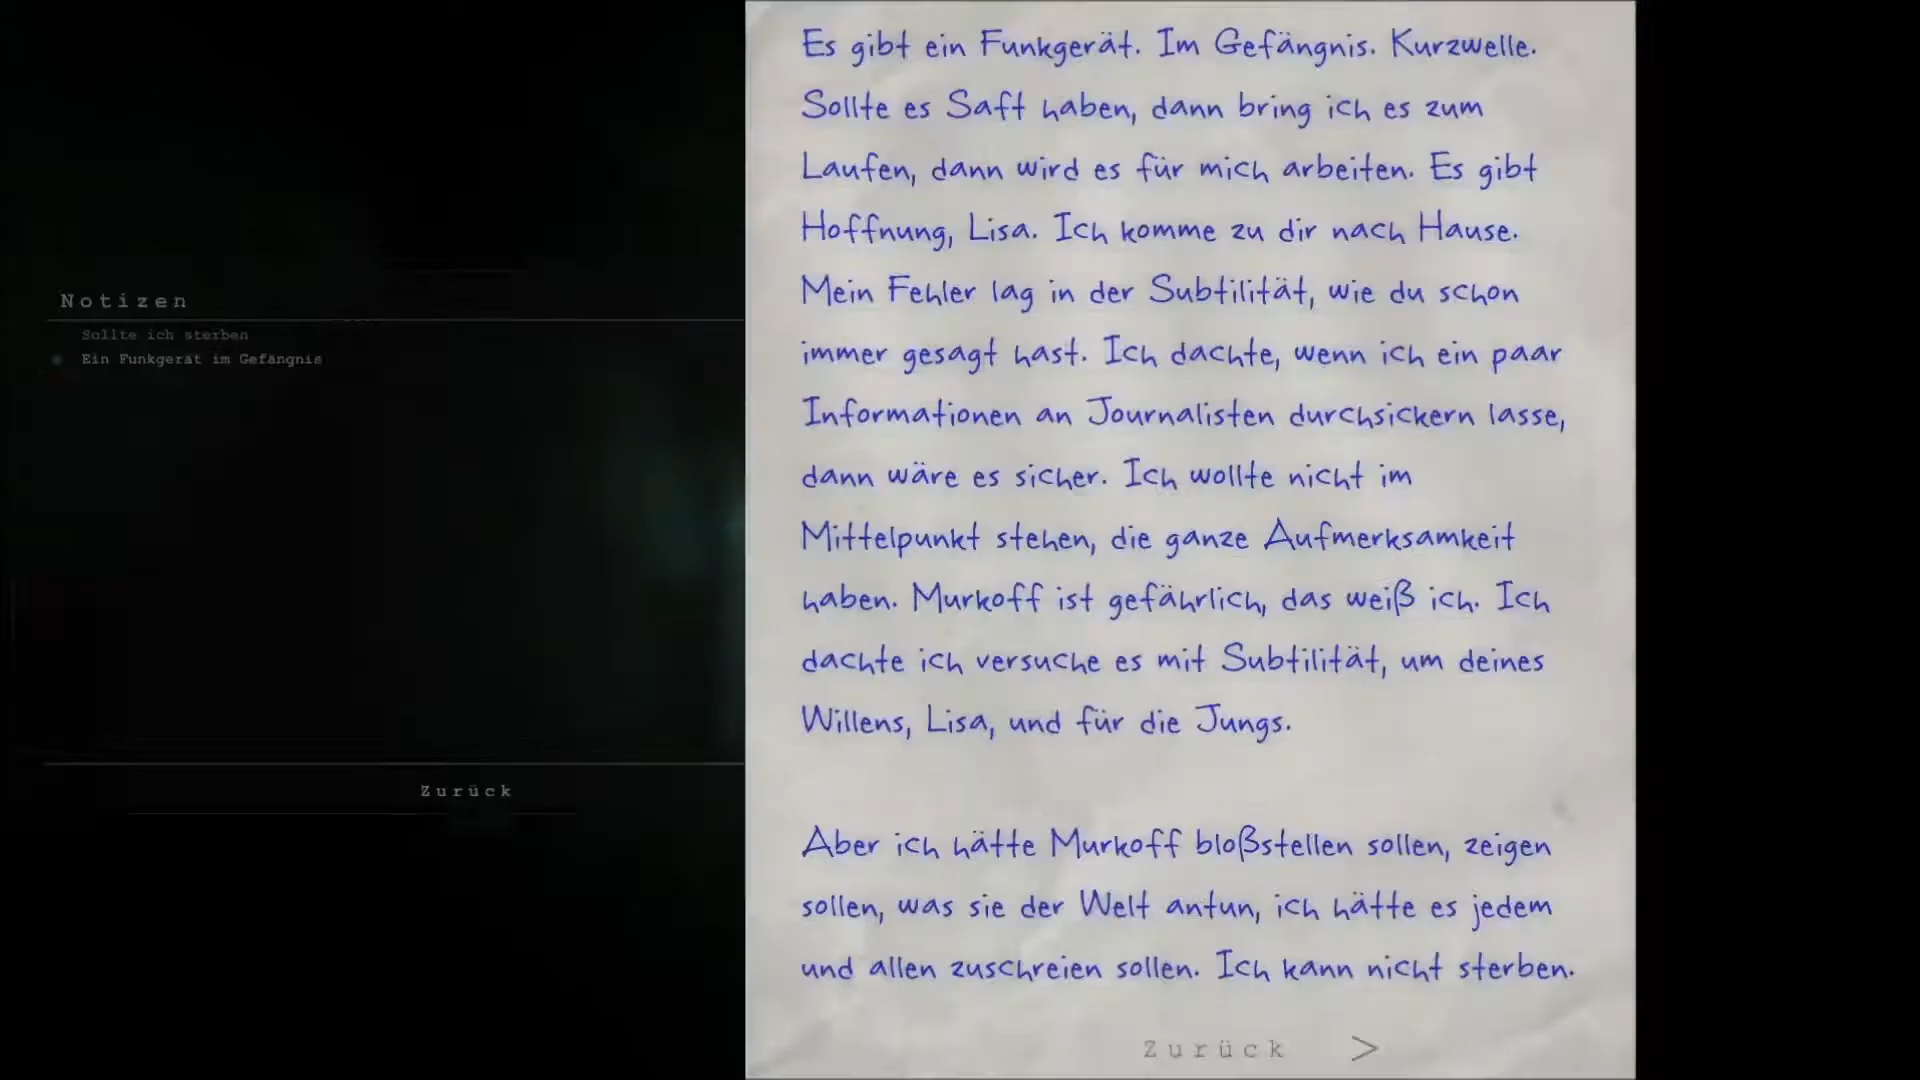 Notizen
Sollte ich sterben
Ein Funkgerät im Gefängnis
Zurück
Es gibt ein Funkgerät. Im Gefängnis. Kurzwelle.
Sollte es Saft haben, dann bring ich es zum
Laufen, dann wird es für mich arbeiten. Es gibt
Hoffnung, Lisa. Ich komme zu dir nach Hause.
Mein Fehler lag in der Subtilität, wie du schon
immer gesagt hast. Ich dachte, wenn ich ein paar
Informationen an Journalisten durchsickern lasse,
dann wäre es sicher. Ich wollte nicht im
Mittelpunkt stehen, die ganze Aufmerksamkeit
haben. Murkoff ist gefährlich, das weiß ich. Ich
dachte ich versuche es mit Subtilität, um deines
Willens, Lisa, und für die Jungs.
Aber ich hätte Murkoff bloßstellen sollen, zeigen
sollen, was sie der Welt antun, ich hätte es jedem
und allen zuschreien sollen. Ich kann nicht sterben.
Zurück >